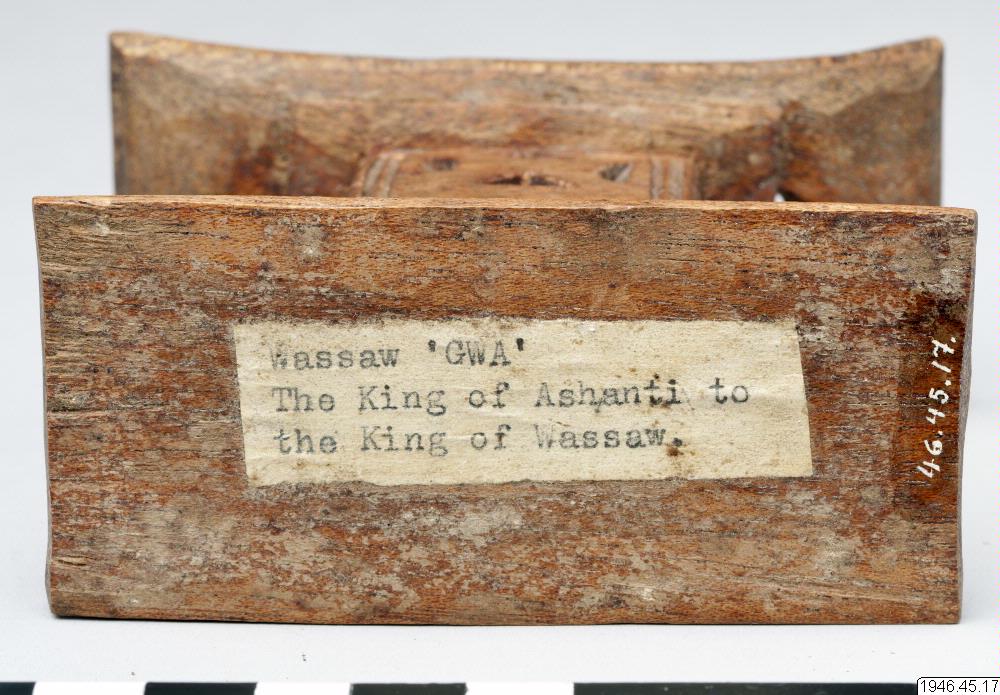 Wassaw 'GWA'
The King of Ashanti to
the King of Wassaw.
46.45.17.
1946.45.17